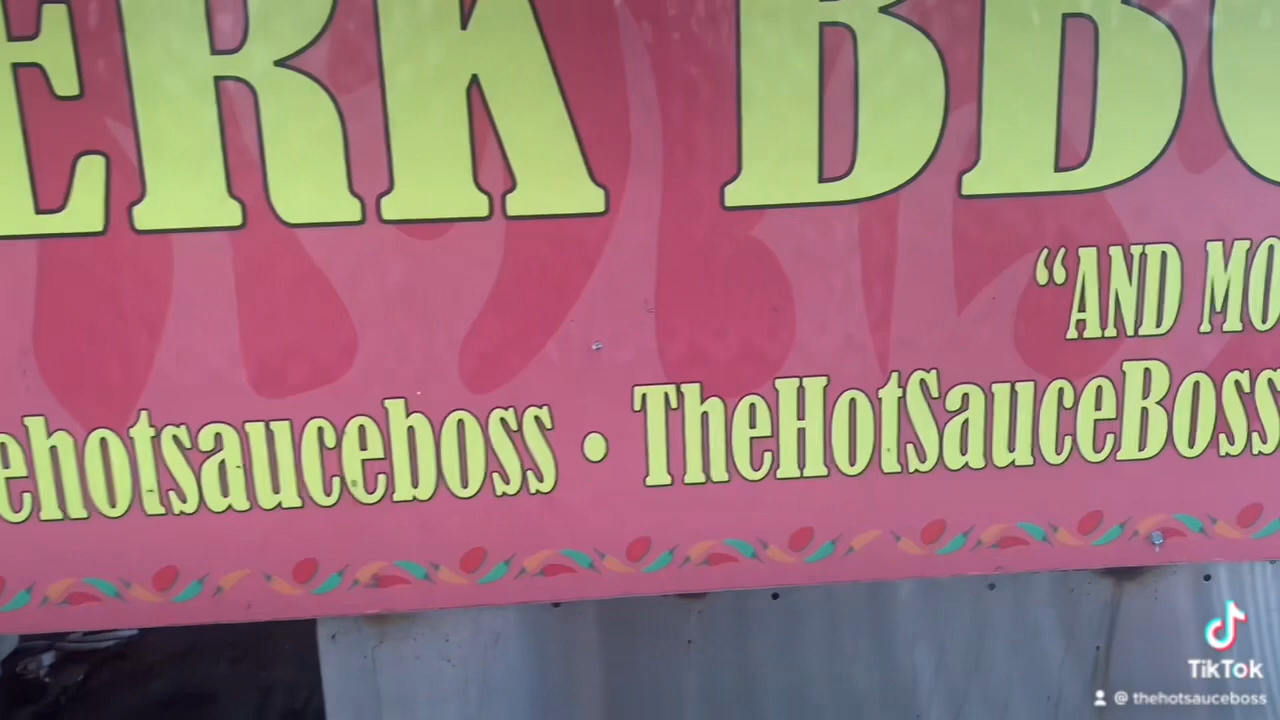 ERK BBQ
“AND MO
ehotsauceboss • TheHotSauceBoss
TikTok
@ thehotsauceboss